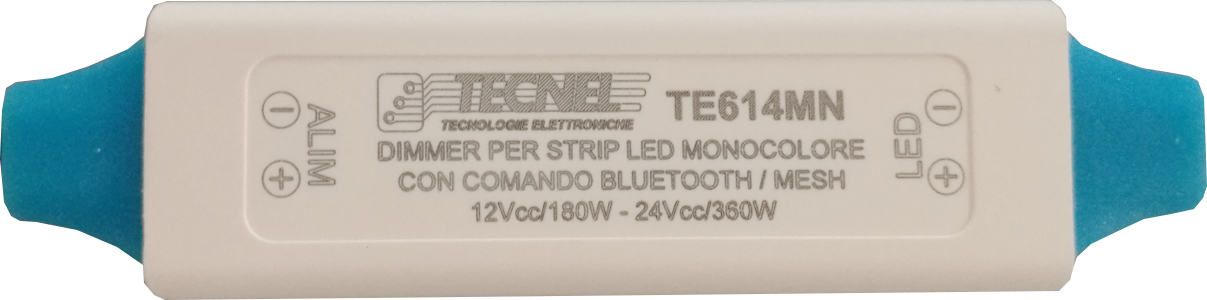 TECNEL
TECNOLOGIE ELETTRONICHE
TE614MN
DIMMER PER STRIP LED MONOCOLORE
CON COMANDO BLUETOOTH / MESH
12Vcc/180W - 24Vcc/360W
- ALIM +
- LED +